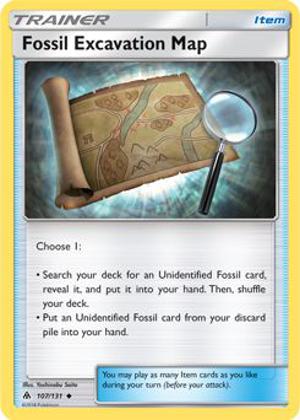 TRAINER
Item
Fossil Excavation Map
Choose 1:
• Search your deck for an Unidentified Fossil card,
reveal it, and put it into your hand. Then, shuffle
your deck.
• Put an Unidentified Fossil card from your discard
pile into your hand.
Illus. Yoshinobu Saito
107/131
©2018 Pokémon
You may play as many Item cards as you like
during your turn (before your attack).